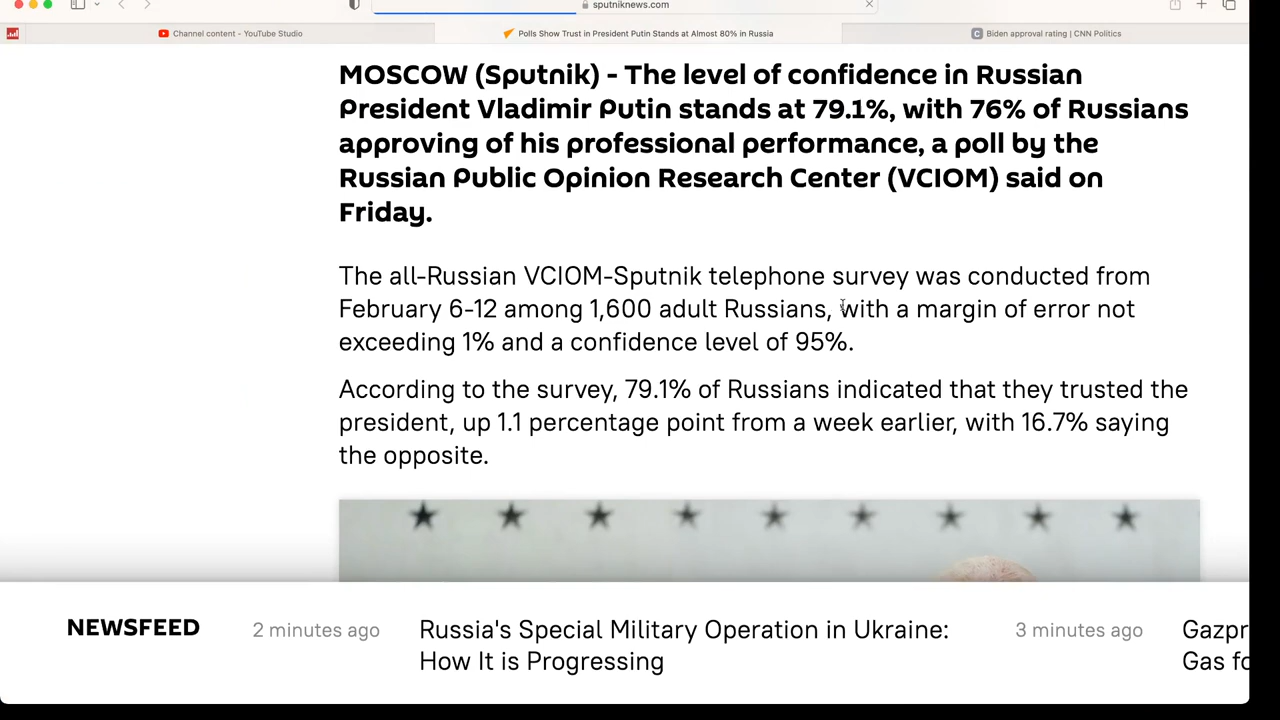 sputniknews.com
Channel content - YouTube Studio
Polls Show Trust in President Putin Stands at Almost 80% in Russia
Biden approval rating | CNN Politics
MOSCOW (Sputnik) - The level of confidence in Russian
President Vladimir Putin stands at 79.1%, with 76% of Russians
approving of his professional performance, a poll by the
Russian Public Opinion Research Center (VCIOM) said on
Friday.
The all-Russian VCIOM-Sputnik telephone survey was conducted from
February 6-12 among 1,600 adult Russians, with a margin of error not
exceeding 1% and a confidence level of 95%.
According to the survey, 79.1% of Russians indicated that they trusted the
president, up 1.1 percentage point from a week earlier, with 16.7% saying
the opposite.
NEWSFEED
2 minutes ago
Russia's Special Military Operation in Ukraine:
How It is Progressing
3 minutes ago
Gazpr
Gas fo